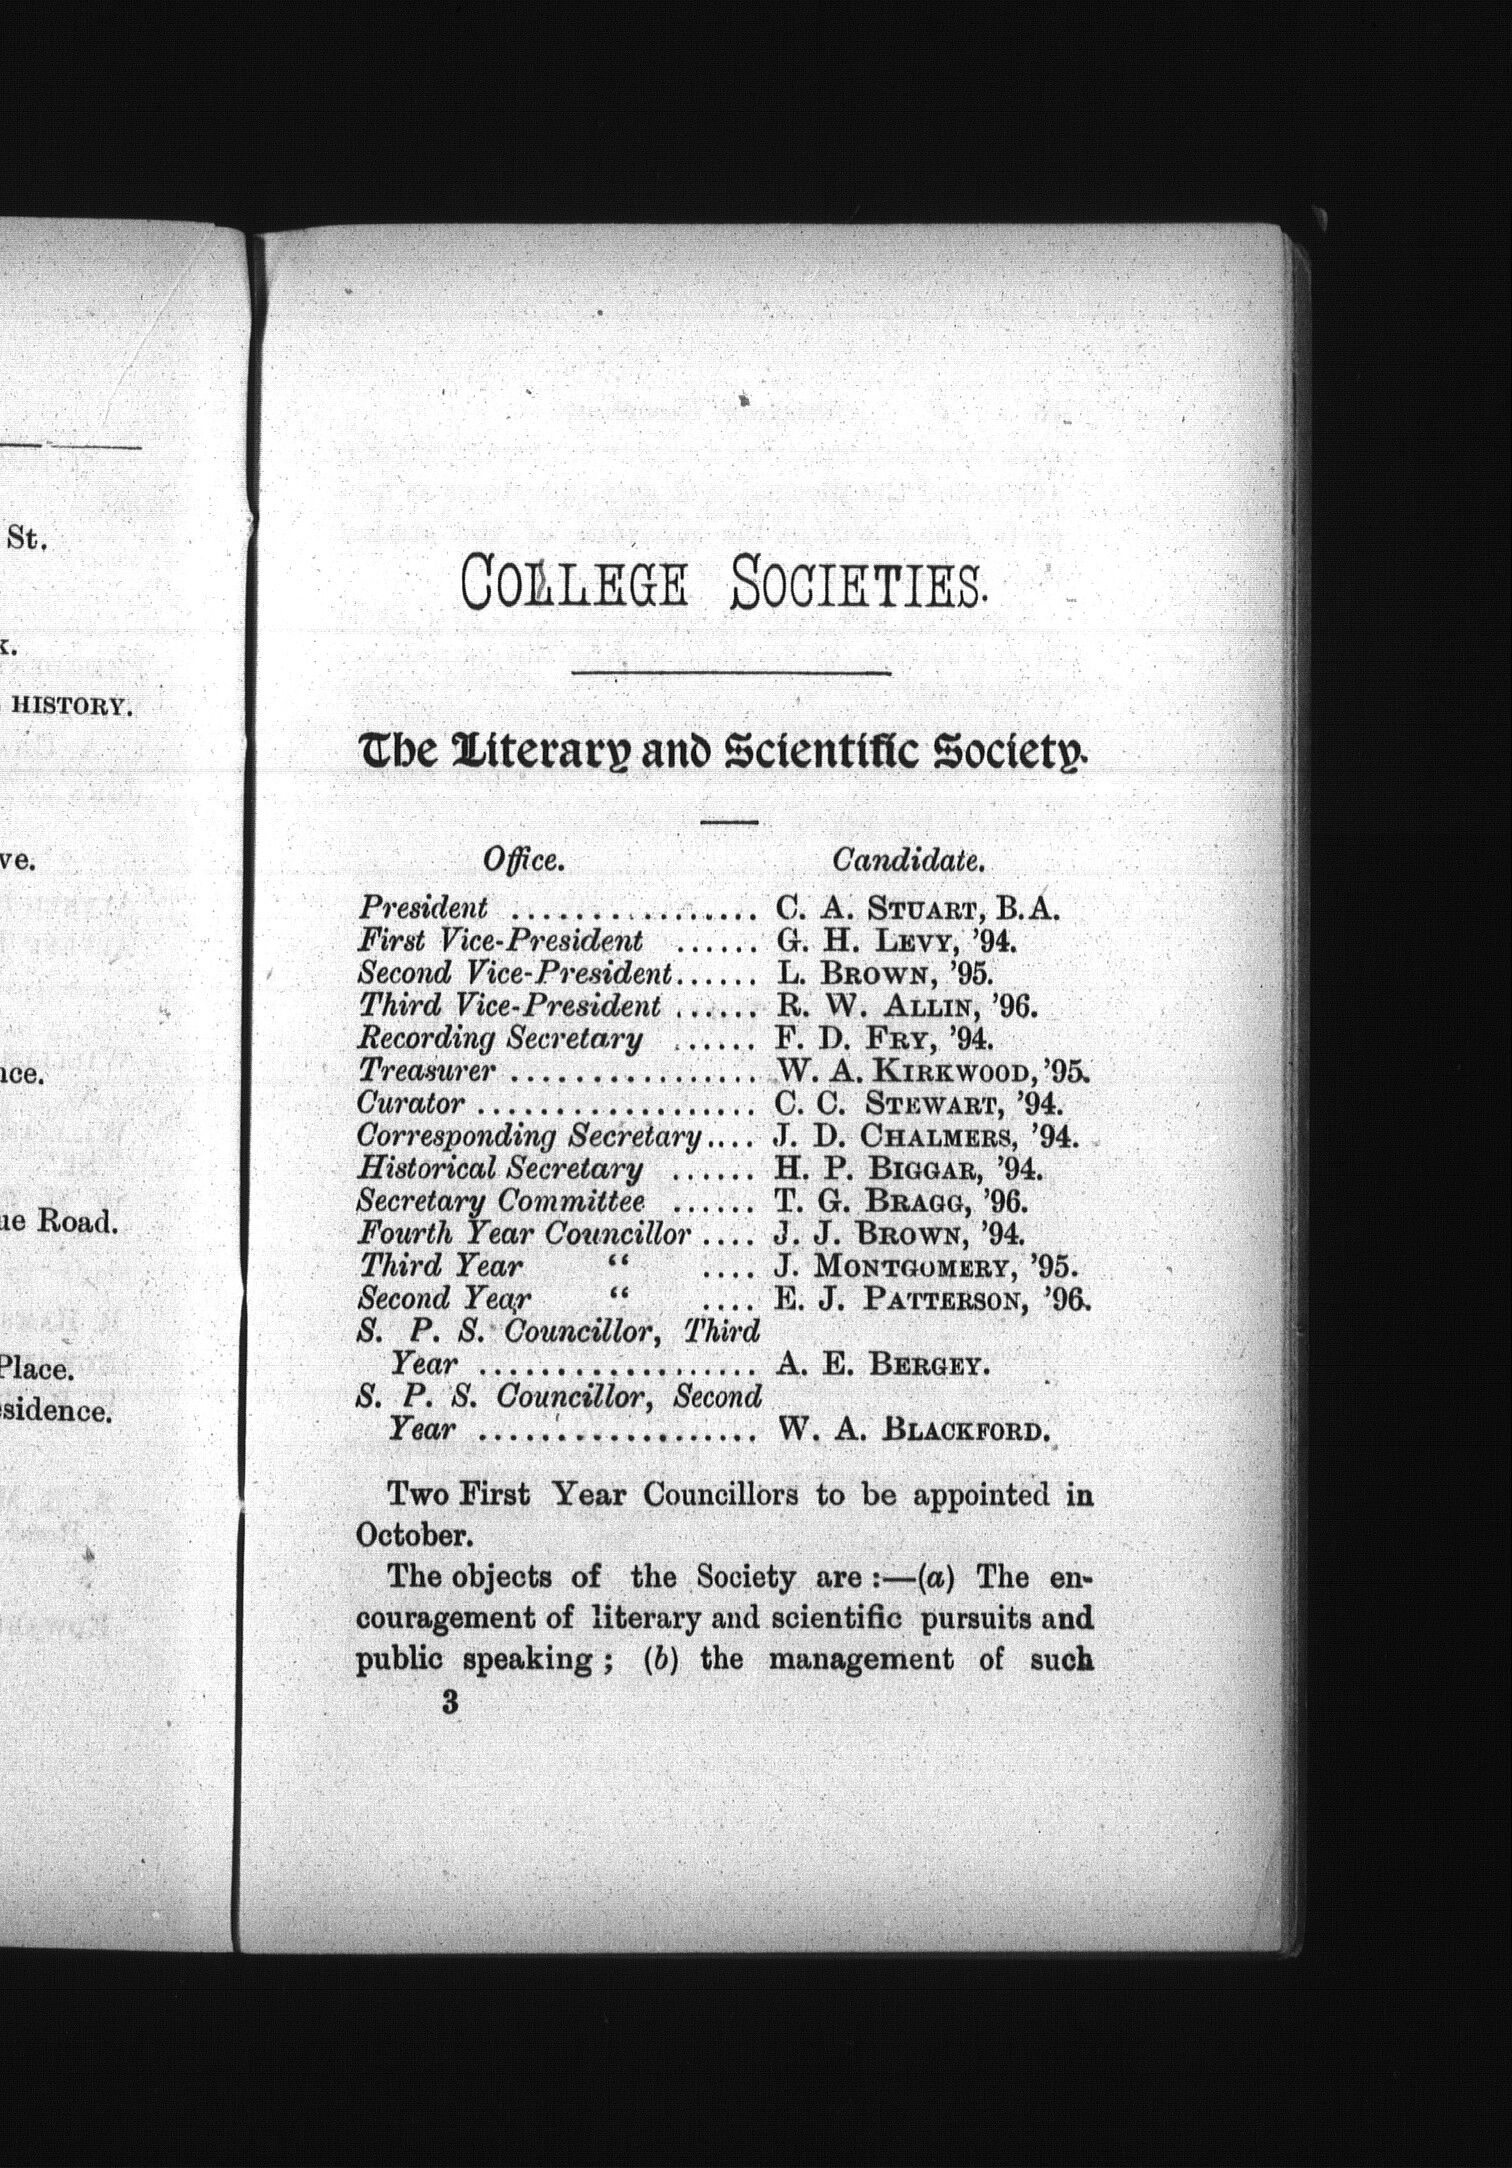 St.
HISTORY.
ue Road.
Place.
COLLEGE SOCIETIES.
The Literary and Scientific Society.
Office. Candidate.
President ................ C. A. STUART, B.A.
First Vice-President ...... G. H. LEVY, '94.
Second Vice-President...... L. BROWN, '95.
Third Vice-President ...... R. W. ALLIN, '96.
Recording Secretary ...... F. D. FRY, '94.
Treasurer ................ W. A. KIRKWOOD, '95.
Curator .................. C. C. STEWART, '94.
Corresponding Secretary.... J. D. CHALMERS, '94.
Historical Secretary ...... H. P. BIGGAR, '94.
Secretary Committee ...... T. G. BRAGG, '96.
Fourth Year Councillor .... J. J. BROWN, '94.
Third Year “ .... J. MONTGOMERY, '95.
Second Year “ .... E. J. PATTERSON, '96.
S. P. S. Councillor, Third
Year .................. A. E. BERGEY.
S. P. S. Councillor, Second
Year .................. W. A. BLACKFORD.
Two First Year Councillors to be appointed in
October.
The objects of the Society are :—(a) The en-
couragement of literary and scientific pursuits and
public speaking ; (b) the management of such
3